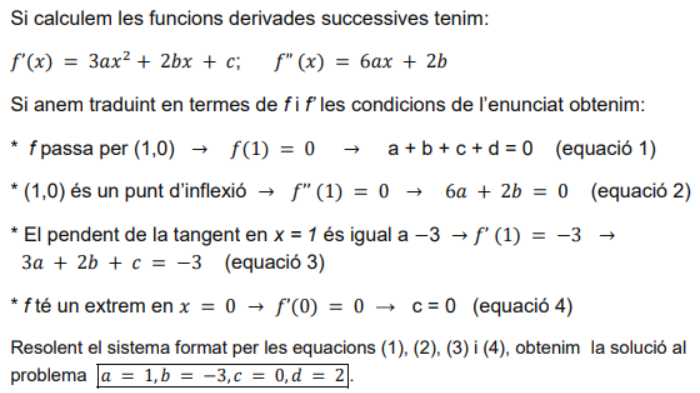 Si calculem les funcions derivades successives tenim:
f'(x) = 3ax² + 2bx + c; f''(x) = 6ax + 2b
Si anem traduint en termes de f i f' les condicions de l'enunciat obtenim:
* f passa per (1,0) → f(1) = 0 → a + b + c + d = 0 (equació 1)
* (1,0) és un punt d'inflexió → f''(1) = 0 → 6a + 2b = 0 (equació 2)
* El pendent de la tangent en x = 1 és igual a −3 → f'(1) = −3 →
3a + 2b + c = −3 (equació 3)
* f té un extrem en x = 0 → f'(0) = 0 → c = 0 (equació 4)
Resolent el sistema format per les equacions (1), (2), (3) i (4), obtenim la solució al
problema a = 1, b = −3, c = 0, d = 2.